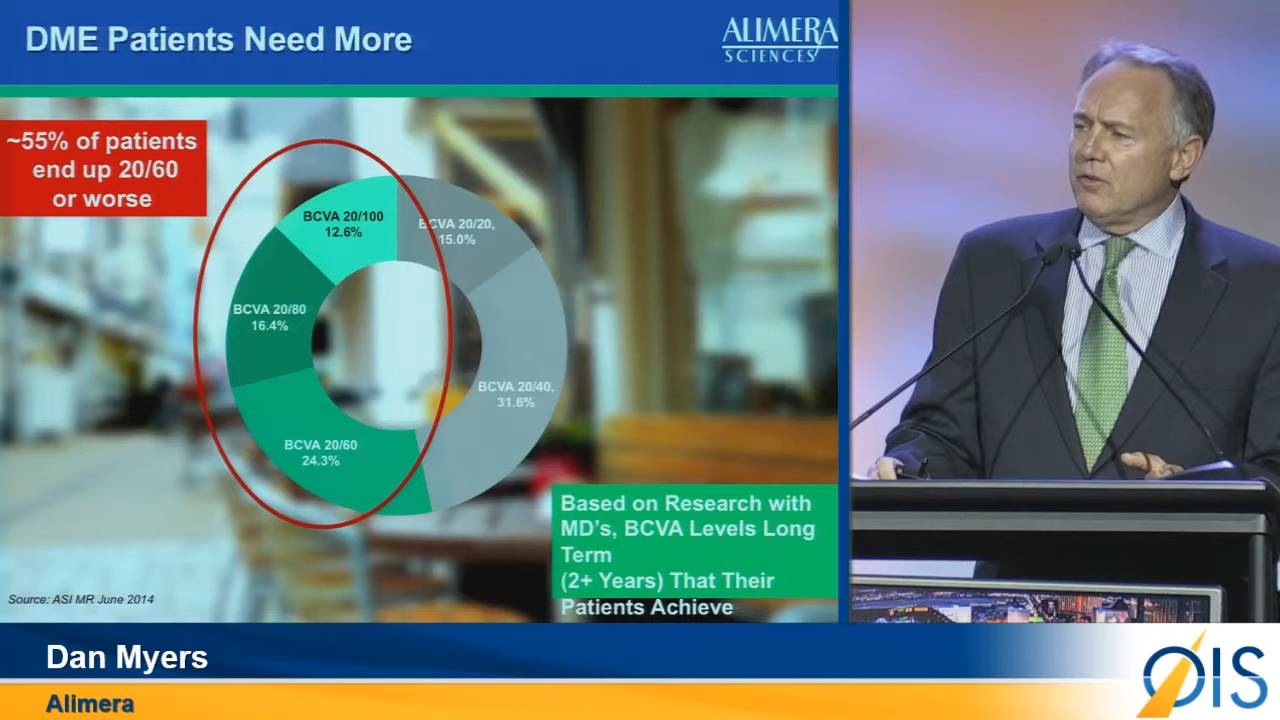 DME Patients Need More
ALIMERA
SCIENCES
~55% of patients
end up 20/60
or worse
BCVA 20/100
12.6%
BCVA 20/20,
15.0%
BCVA 20/80
16.4%
BCVA 20/40,
31.6%
BCVA 20/60
24.3%
Based on Research with
MD's, BCVA Levels Long
Term
(2+ Years) That Their
Patients Achieve
Source: ASI MR June 2014
Dan Myers
Alimera
OIS